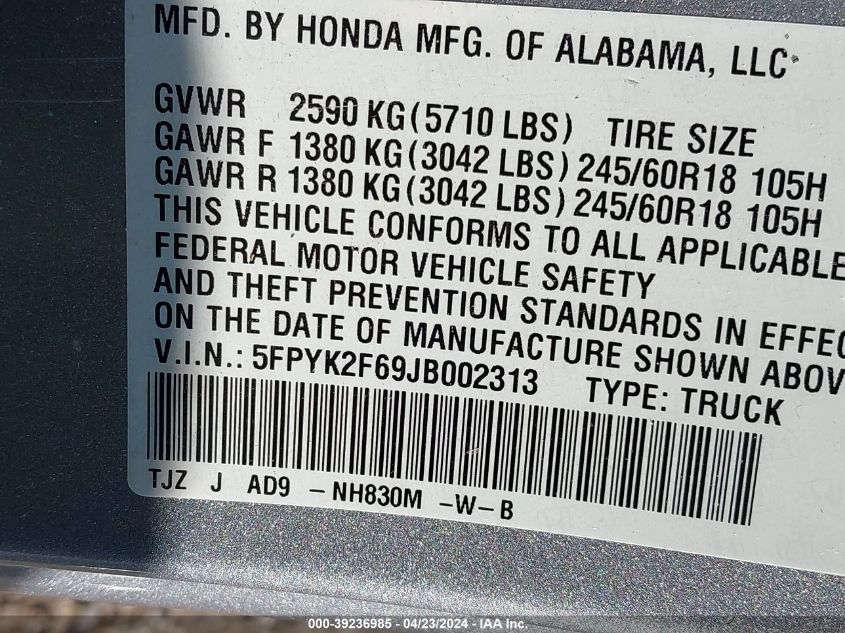 MFD. BY HONDA MFG. OF ALABAMA, LLC
GVWR 2590 KG (5710 LBS) TIRE SIZE
GAWR F 1380 KG (3042 LBS) 245/60R18 105H
GAWR R 1380 KG (3042 LBS) 245/60R18 105H
THIS VEHICLE CONFORMS TO ALL APPLICABLE
FEDERAL MOTOR VEHICLE SAFETY
AND THEFT PREVENTION STANDARDS IN EFFEC
ON THE DATE OF MANUFACTURE SHOWN ABOV
V.I.N.: 5FPYK2F69JB002313 TYPE: TRUCK
TJZ J AD9 -NH830M -W-B
000-39236985 - 04/23/2024 - IAA Inc.